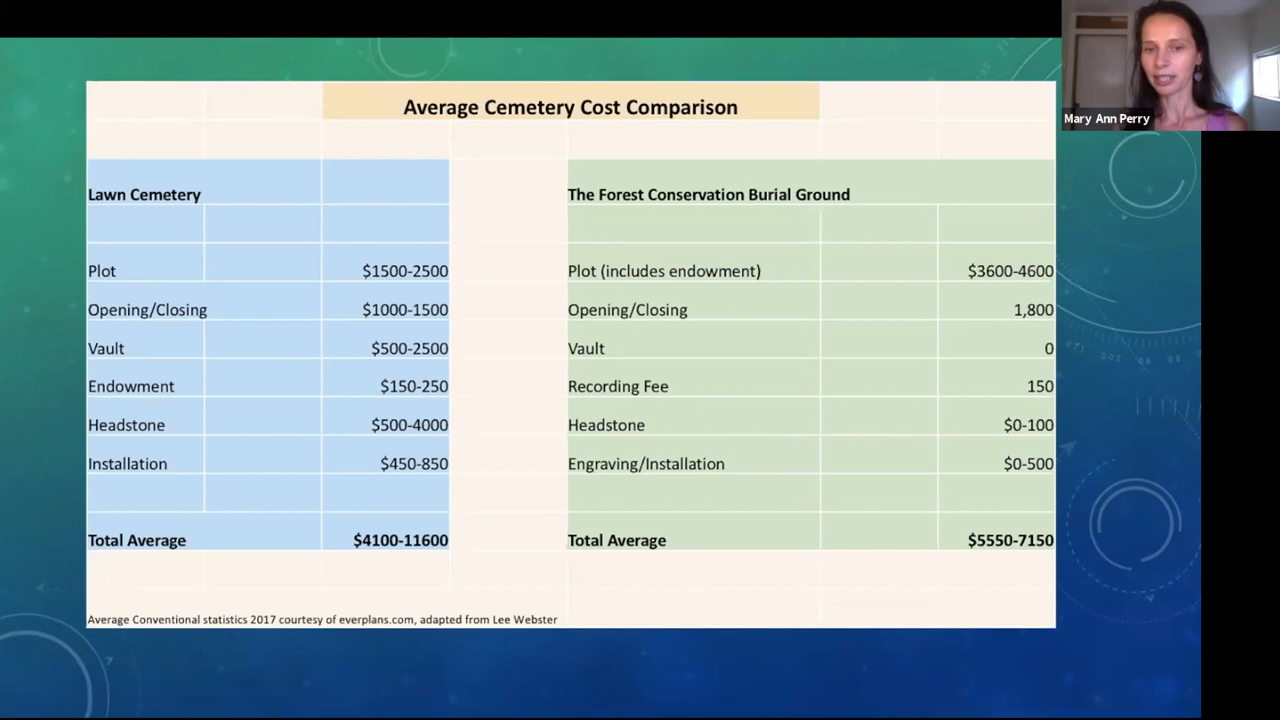 Average Cemetery Cost Comparison
Mary Ann Perry
Lawn Cemetery
Plot $1500-2500
Opening/Closing $1000-1500
Vault $500-2500
Endowment $150-250
Headstone $500-4000
Installation $450-850
Total Average $4100-11600
The Forest Conservation Burial Ground
Plot (includes endowment) $3600-4600
Opening/Closing 1,800
Vault 0
Recording Fee 150
Headstone $0-100
Engraving/Installation $0-500
Total Average $5550-7150
Average Conventional statistics 2017 courtesy of everplans.com, adapted from Lee Webster